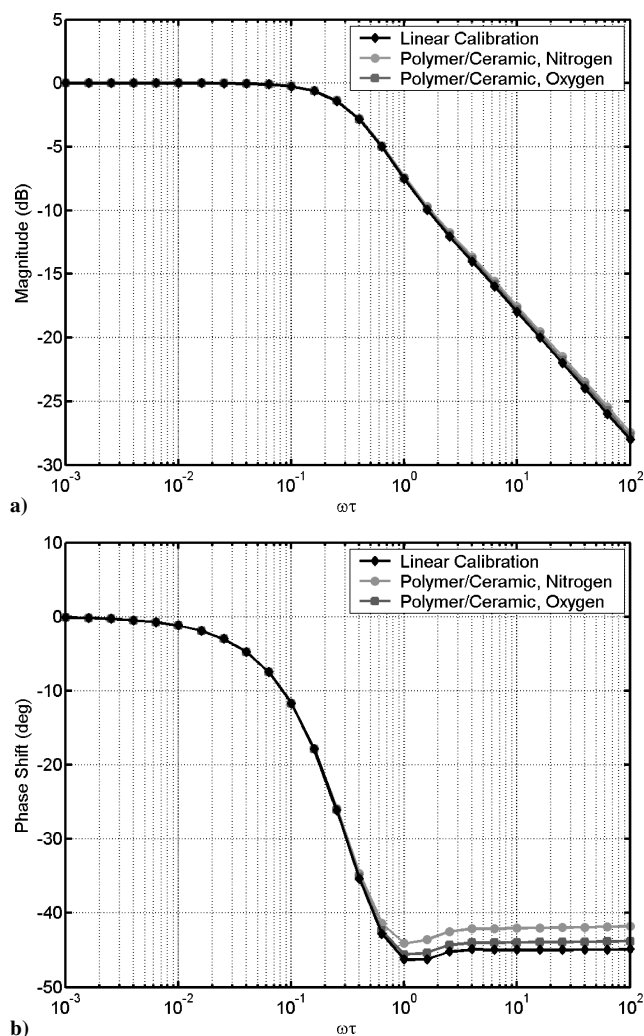 Linear Calibration
Polymer/Ceramic, Nitrogen
Polymer/Ceramic, Oxygen
5
0
-5
-10
-15
-20
-25
-30
Magnitude (dB)
10^-3
10^-2
10^-1
10^0
10^1
10^2
ωτ
a)
Linear Calibration
Polymer/Ceramic, Nitrogen
Polymer/Ceramic, Oxygen
10
0
-10
-20
-30
-40
-50
Phase Shift (deg)
10^-3
10^-2
10^-1
10^0
10^1
10^2
ωτ
b)